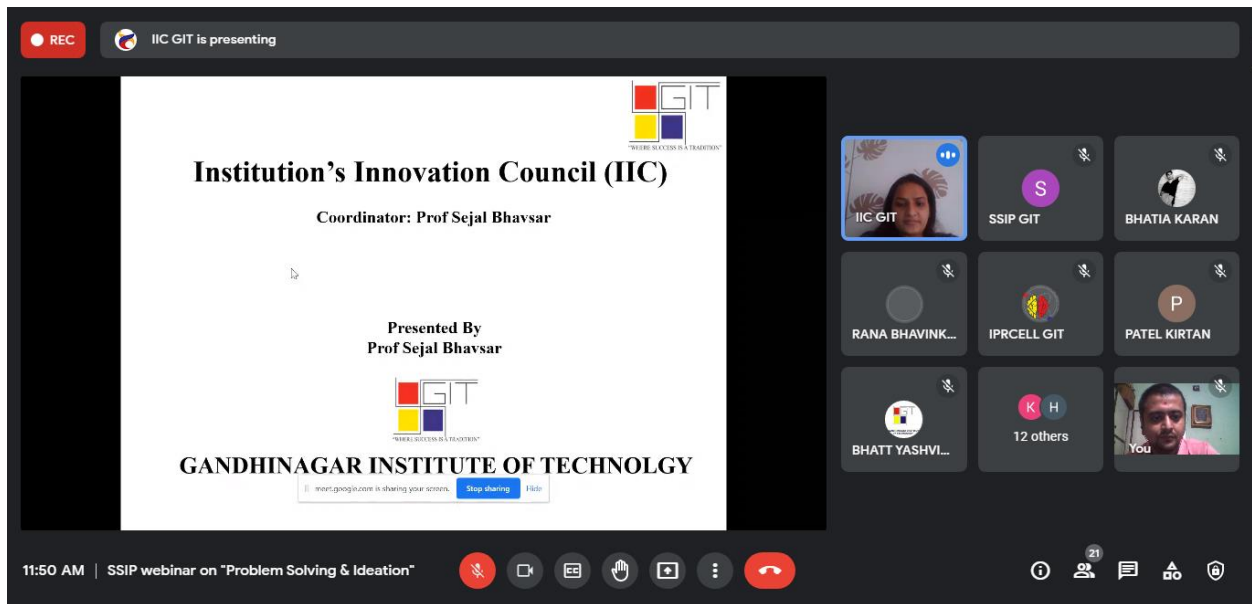 REC
IIC GIT is presenting
GIT
"WHERE SUCCESS IS A TRADITION"
Institution's Innovation Council (IIC)
Coordinator: Prof Sejal Bhavsar
Presented By
Prof Sejal Bhavsar
GIT
"WHERE SUCCESS IS A TRADITION"
GANDHINAGAR INSTITUTE OF TECHNOLGY
meet.google.com is sharing your screen. Stop sharing Hide
IIC GIT
S
SSIP GIT
BHATIA KARAN
RANA BHAVINK...
IPRCELL GIT
P
PATEL KIRTAN
GIT
BHATT YASHVI...
K H
12 others
You
11:50 AM | SSIP webinar on "Problem Solving & Ideation"
CC
21